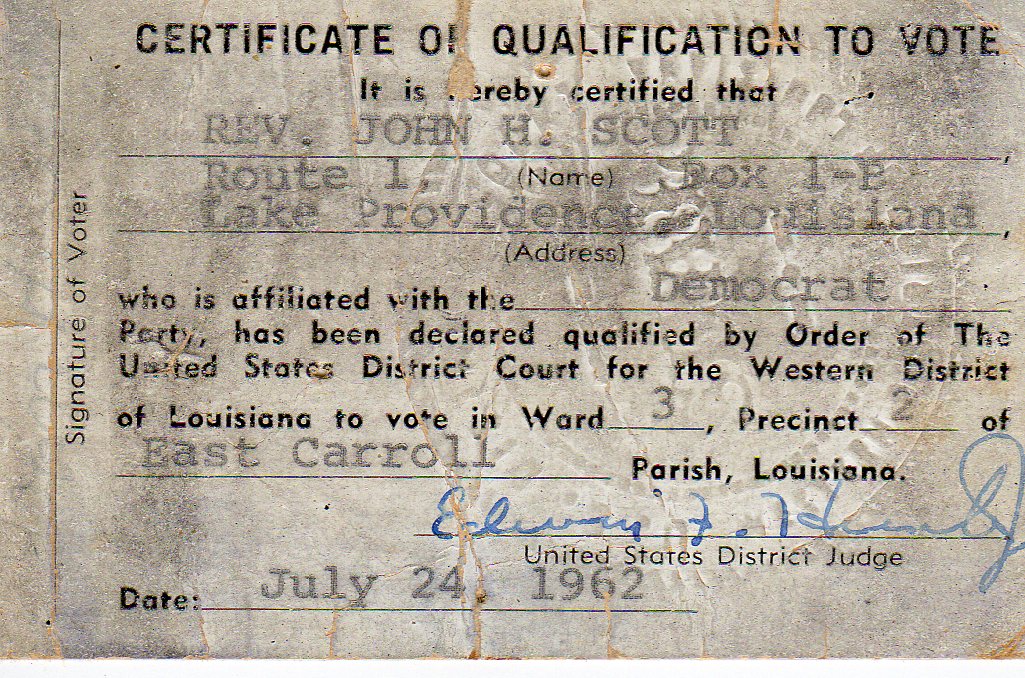 CERTIFICATE OF QUALIFICATION TO VOTE
It is hereby certified that
REV. JOHN H. SCOTT
,
Route 1. (Name) Box 1-B
Lake Providence, Louisiana
,
(Address)
who is affiliated with the Democrat
Party, has been declared qualified by Order of The
United States District Court for the Western District
of Louisiana to vote in Ward 3, Precinct 2 of
East Carroll Parish, Louisiana.
Edwin F. Hunter Jr
United States District Judge
Date: July 24, 1962
Signature of Voter